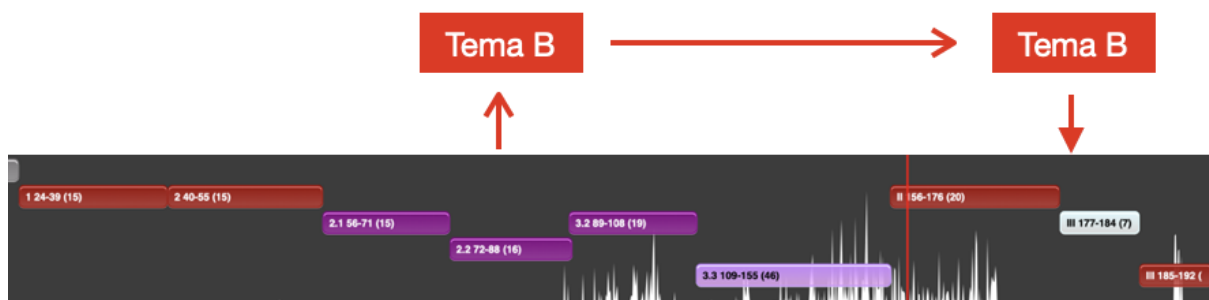 Tema B
Tema B
1 24-39 (15)
2 40-55 (15)
II 156-176 (20)
2.1 56-71 (15)
3.2 89-108 (19)
III 177-184 (7)
2.2 72-88 (16)
3.3 109-155 (46)
III 185-192 (